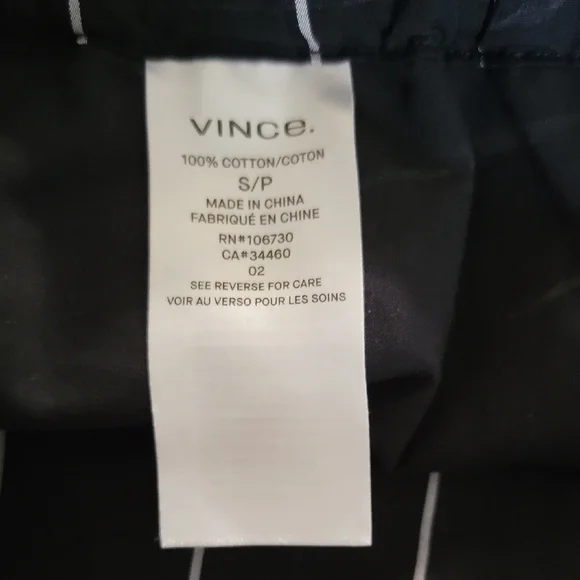 VINCe.
100% COTTON/COTON
S/P
MADE IN CHINA
FABRIQUÉ EN CHINE
RN#106730
CA#34460
02
SEE REVERSE FOR CARE
VOIR AU VERSO POUR LES SOINS